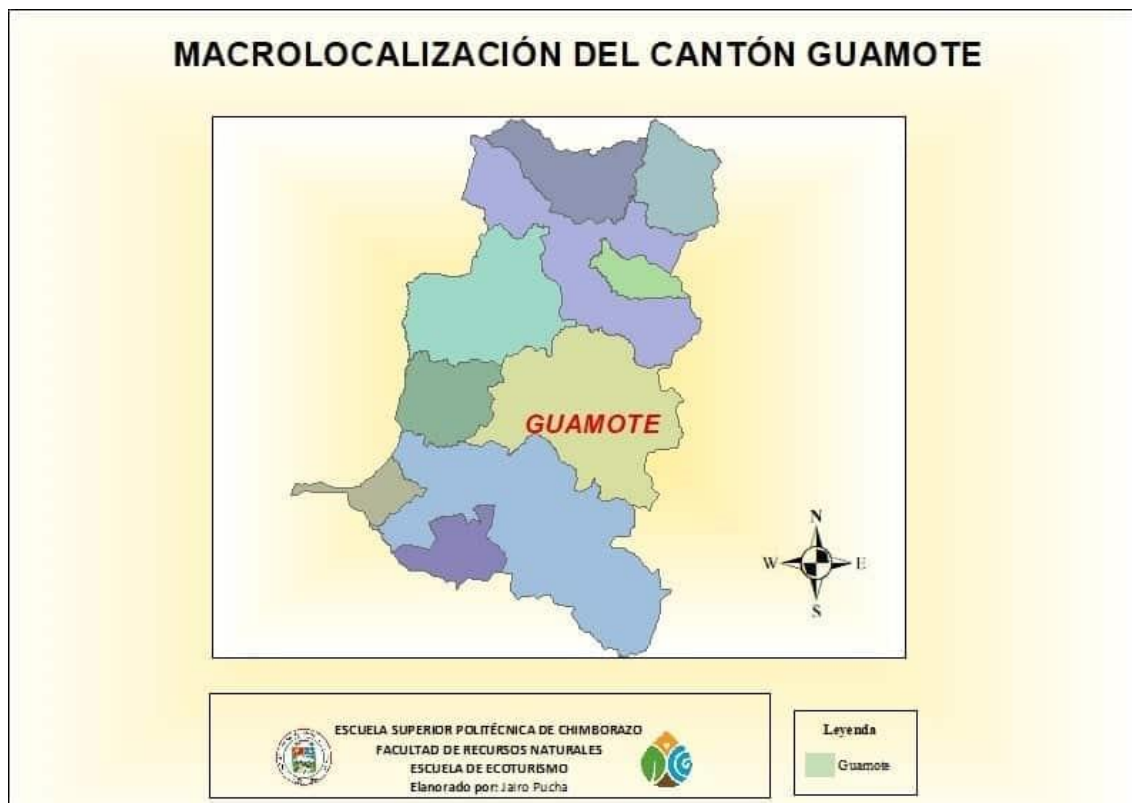 MACROLOCALIZACIÓN DEL CANTÓN GUAMOTE
GUAMOTE
N
W
E
S
ESCUELA SUPERIOR POLITÉCNICA DE CHIMBORAZO
FACULTAD DE RECURSOS NATURALES
ESCUELA DE ECOTURISMO
Elanorado por: Jairo Pucha
Leyenda
Guamote